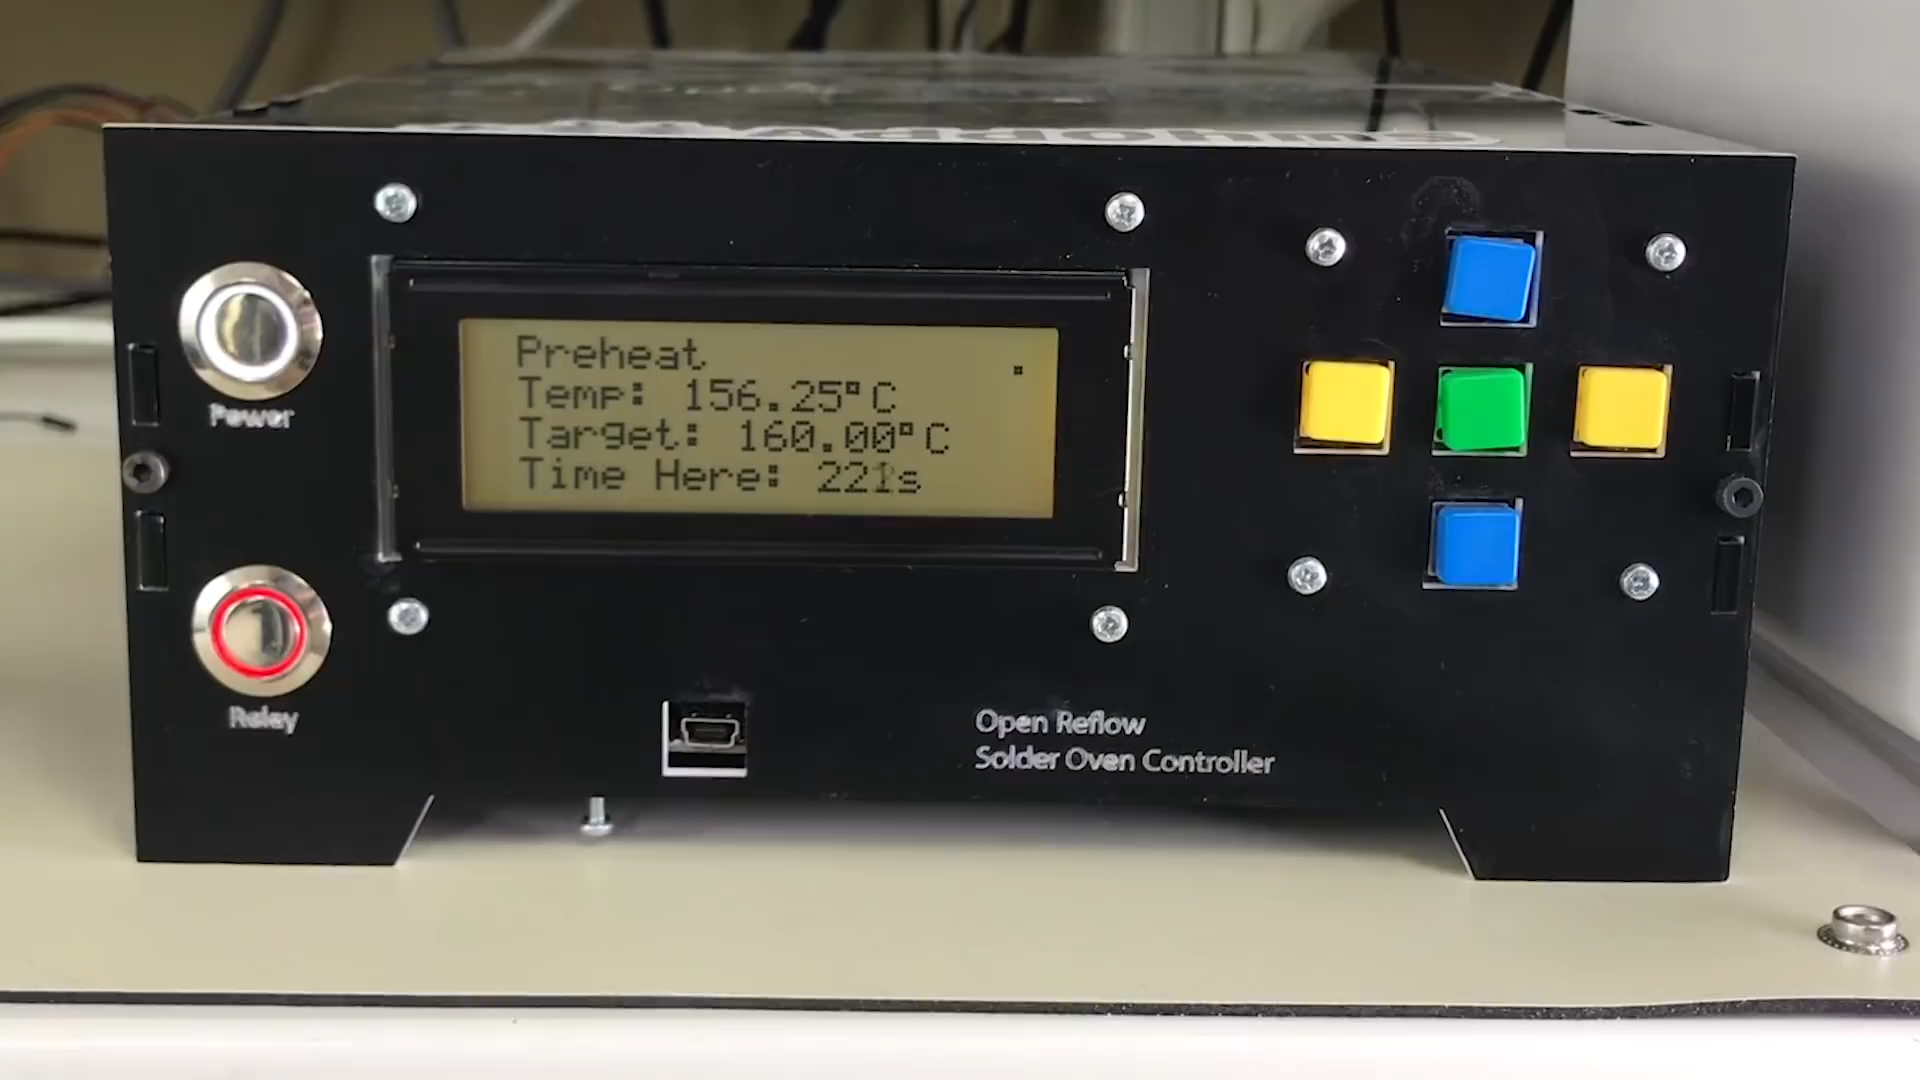 Preheat
Temp: 156.25°C
Target: 160.00°C
Time Here: 221s
Power
Relay
Open Reflow
Solder Oven Controller